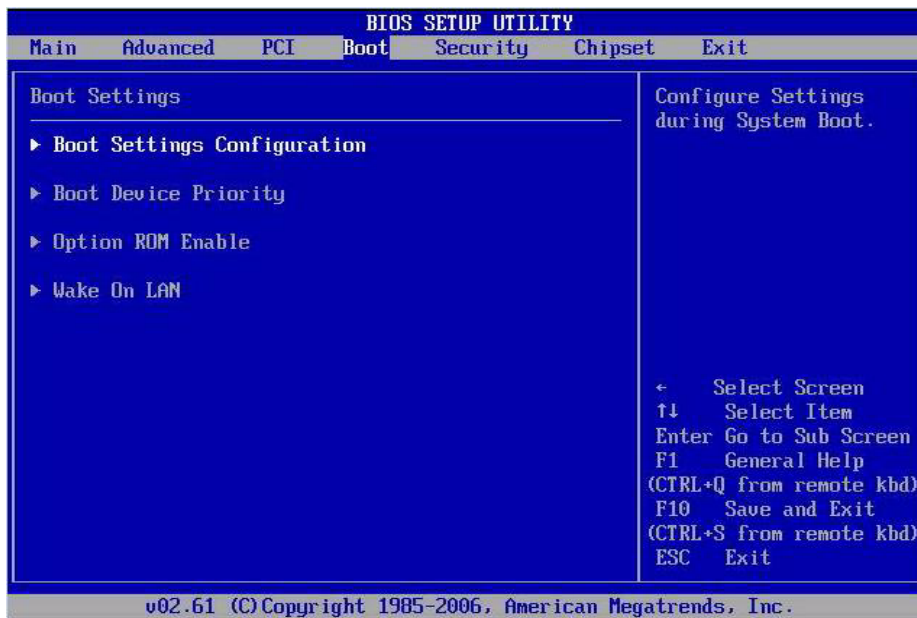 BIOS SETUP UTILITY
Main Advanced PCI Boot Security Chipset Exit
Boot Settings
▶ Boot Settings Configuration
▶ Boot Device Priority
▶ Option ROM Enable
▶ Wake On LAN
Configure Settings
during System Boot.
← Select Screen
↑↓ Select Item
Enter Go to Sub Screen
F1 General Help
(CTRL+Q from remote kbd)
F10 Save and Exit
(CTRL+S from remote kbd)
ESC Exit
v02.61 (C)Copyright 1985-2006, American Megatrends, Inc.